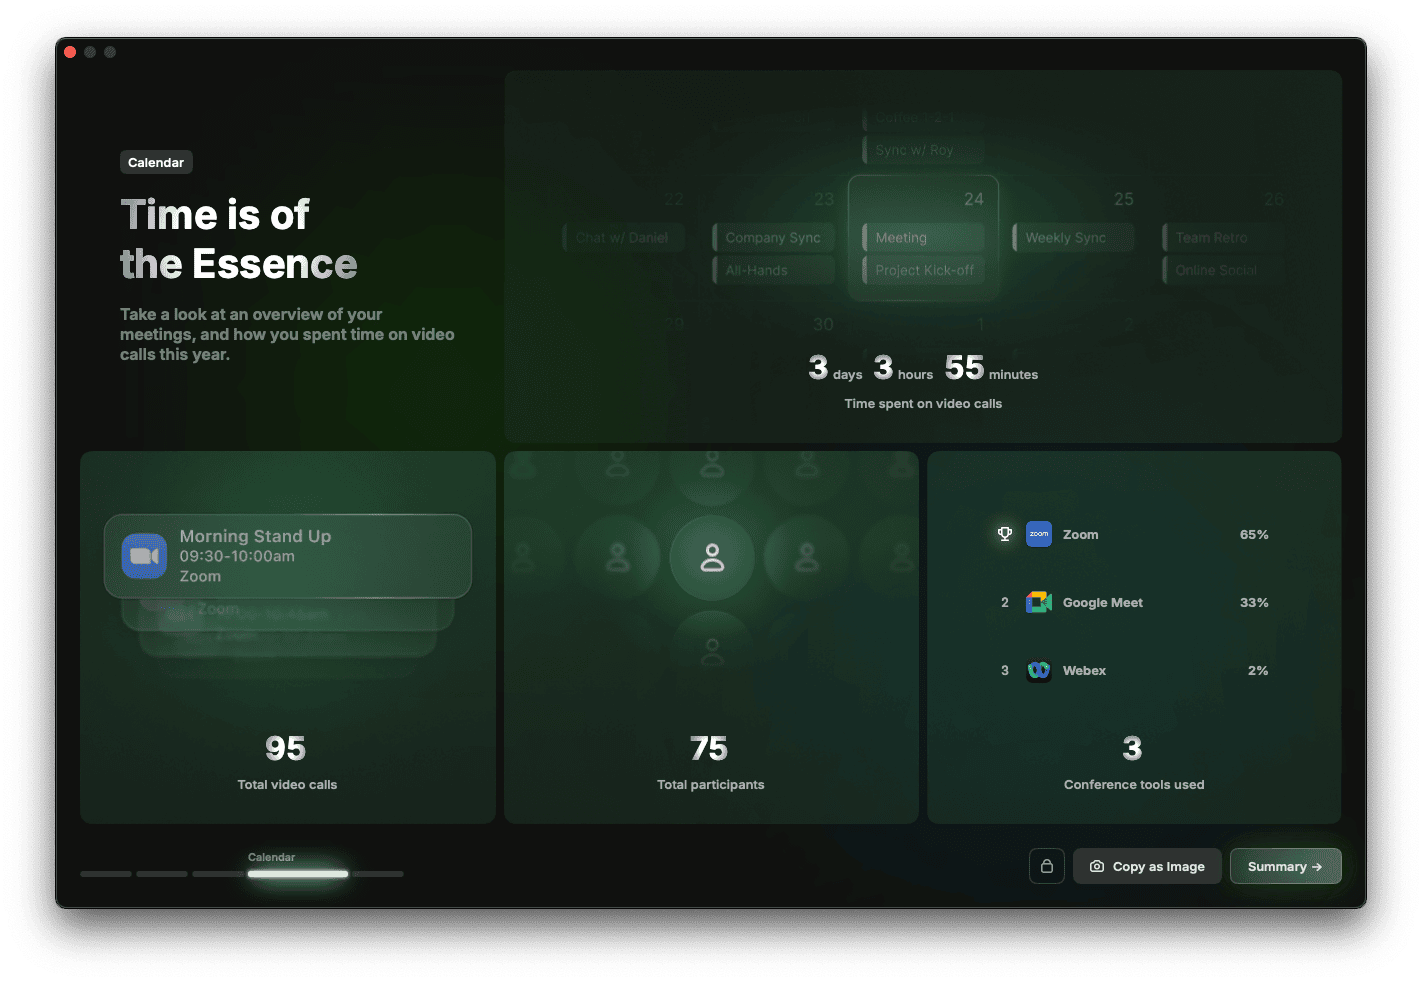 Calendar
Time is of
the Essence
Take a look at an overview of your
meetings, and how you spent time on video
calls this year.
Sync w/ Roy
22 23 24 25 26
Chat w/ Daniel Company Sync Meeting Weekly Sync Team Retro
All-Hands Project Kick-off Online Social
30 1 2
3 days 3 hours 55 minutes
Time spent on video calls
Morning Stand Up
09:30-10:00am
Zoom
Zoom
95
Total video calls
75
Total participants
zoom Zoom 65%
2 Google Meet 33%
3 Webex 2%
3
Conference tools used
Calendar
Copy as Image
Summary →